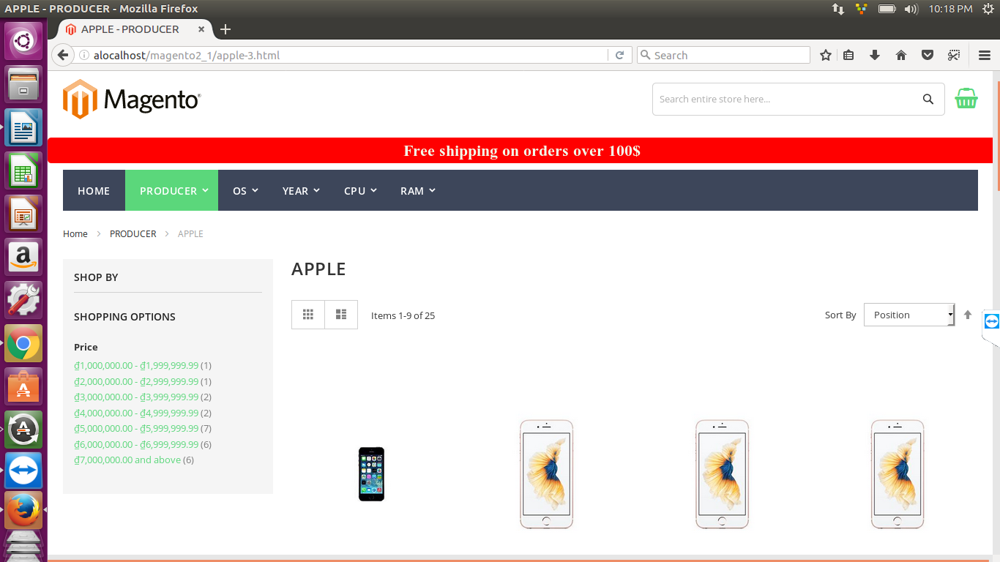 APPLE - PRODUCER - Mozilla Firefox
10:18 PM
APPLE - PRODUCER
alocalhost/magento2_1/apple-3.html
Search
Magento®
Search entire store here...
Free shipping on orders over 100$
HOME PRODUCER OS YEAR CPU RAM
Home PRODUCER APPLE
SHOP BY
SHOPPING OPTIONS
Price
₫1,000,000.00 - ₫1,999,999.99 (1)
₫2,000,000.00 - ₫2,999,999.99 (1)
₫3,000,000.00 - ₫3,999,999.99 (2)
₫4,000,000.00 - ₫4,999,999.99 (2)
₫5,000,000.00 - ₫5,999,999.99 (7)
₫6,000,000.00 - ₫6,999,999.99 (6)
₫7,000,000.00 and above (6)
APPLE
Items 1-9 of 25
Sort By Position